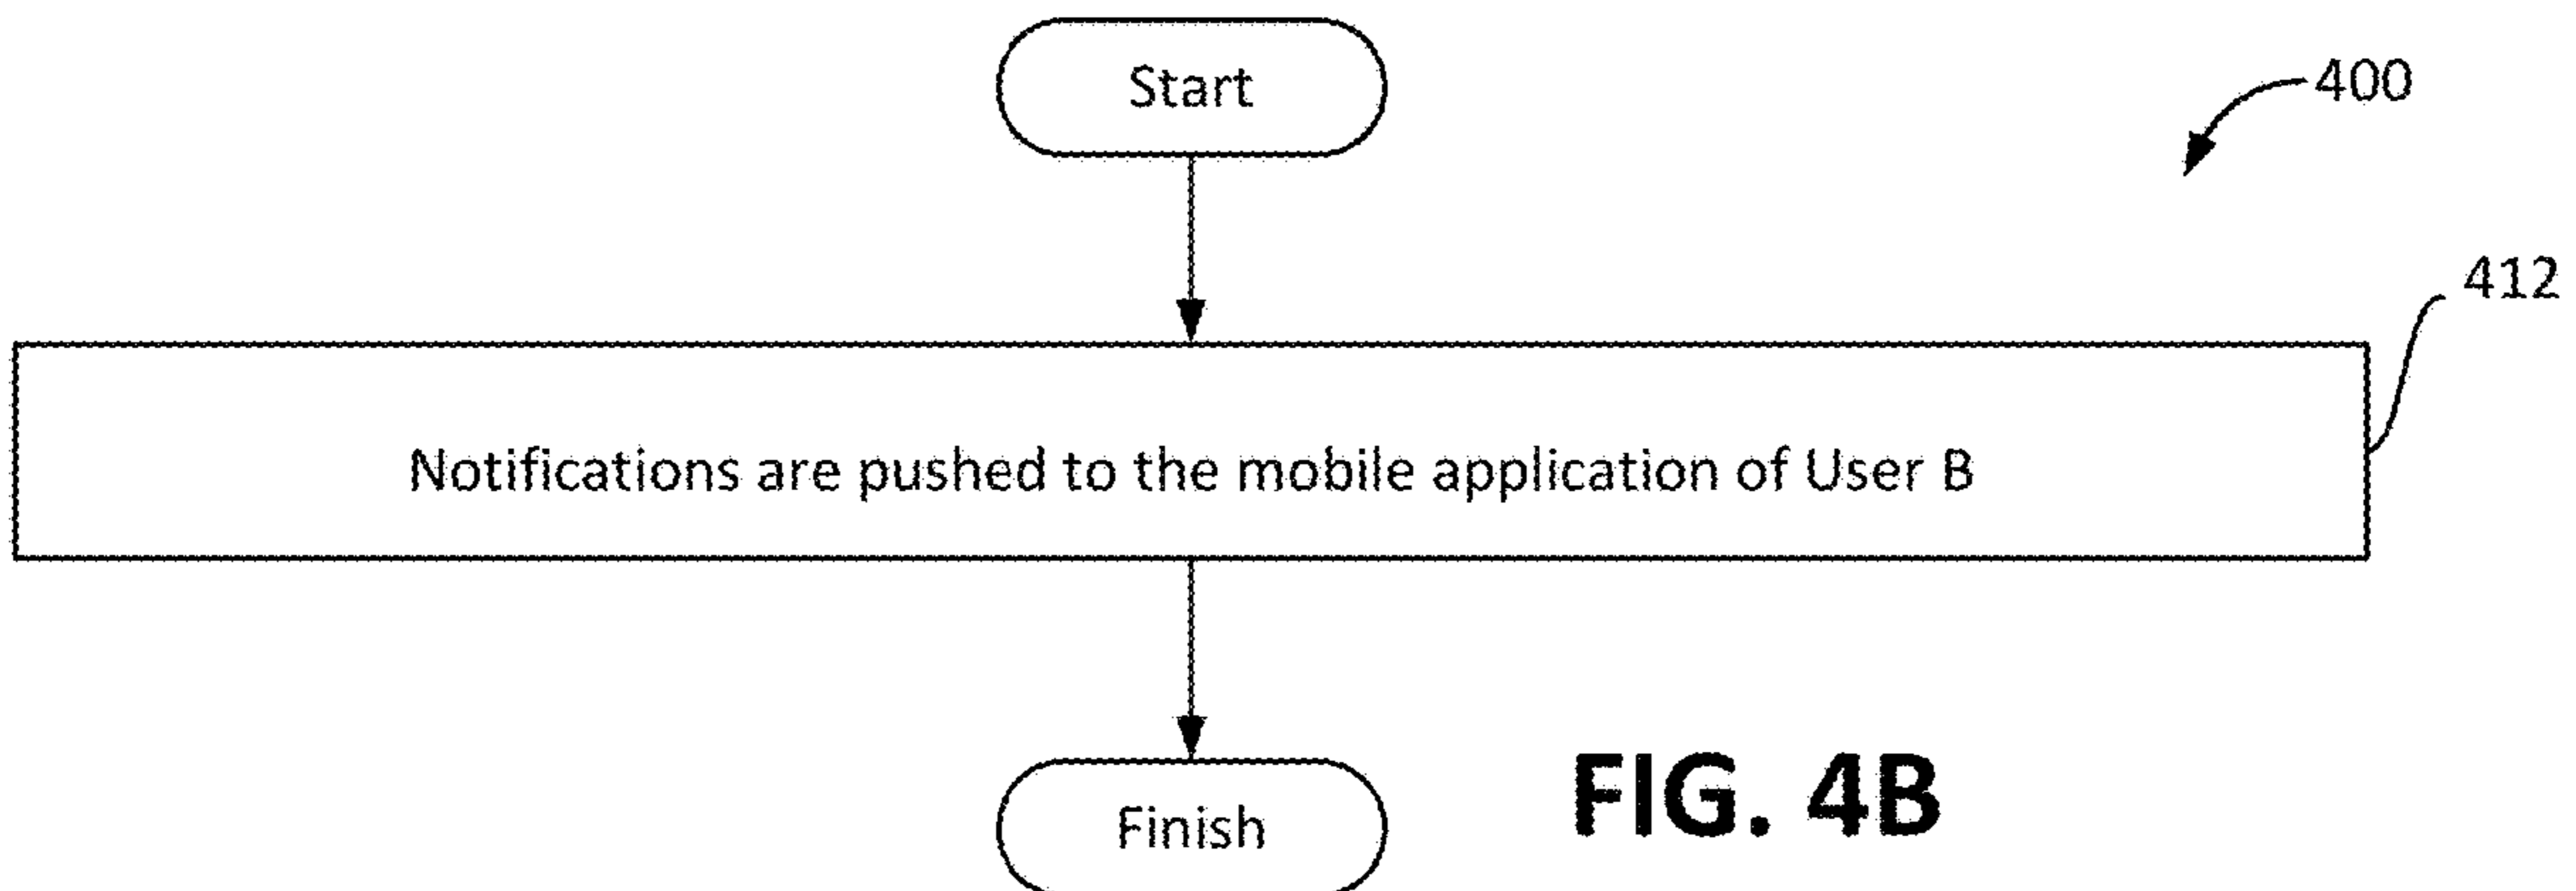 Start
400
412
Notifications are pushed to the mobile application of User B
Finish
FIG. 4B